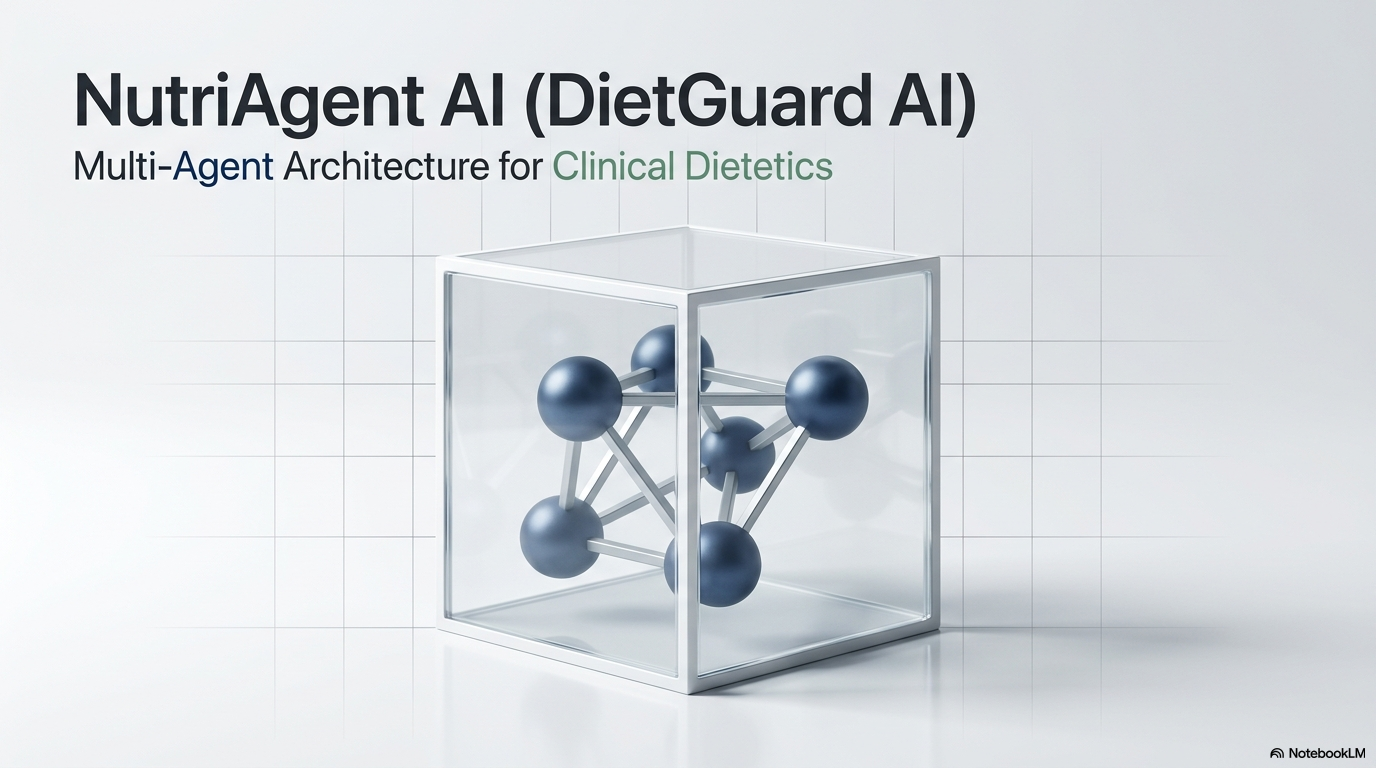 NutriAgent AI (DietGuard AI)
Multi-Agent Architecture for Clinical Dietetics
NotebookLM